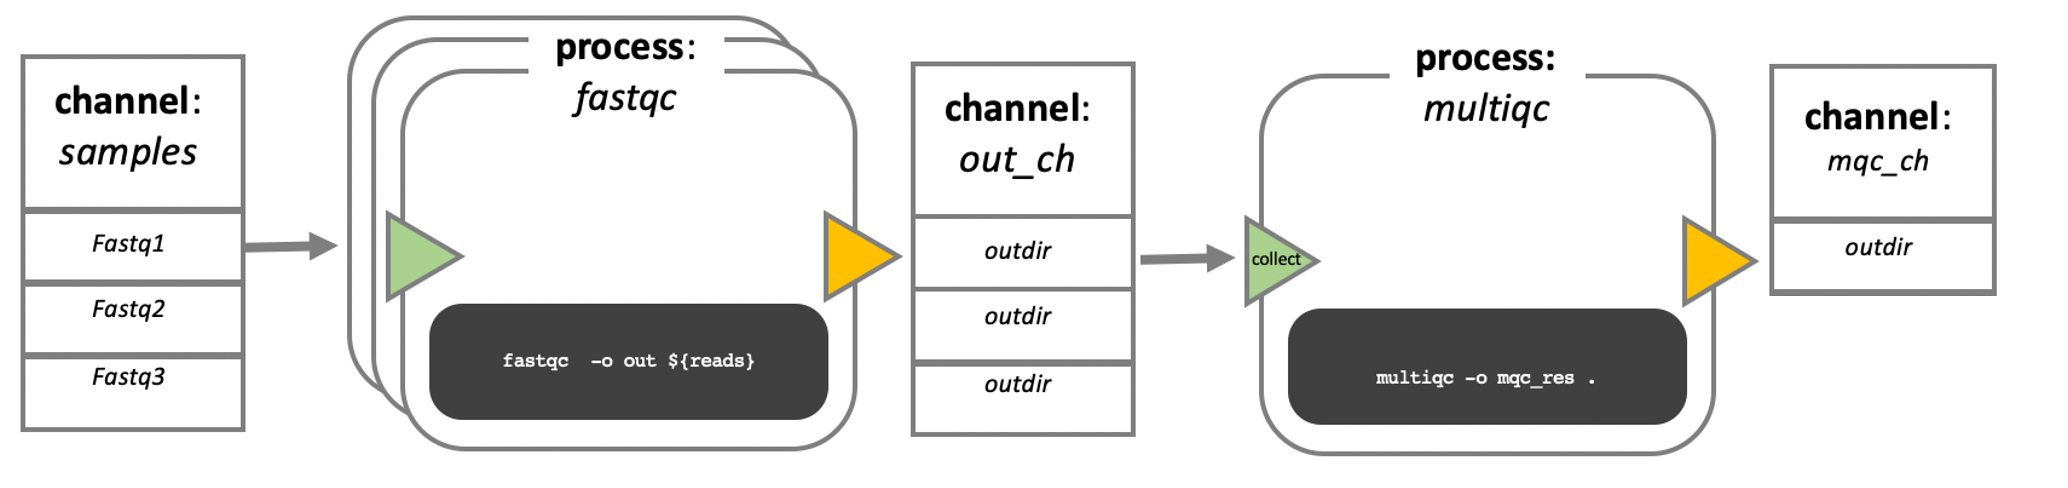 channel:
samples
Fastq1
Fastq2
Fastq3
process:
fastqc
fastqc -o out ${reads}
channel:
out_ch
outdir
outdir
outdir
process:
multiqc
collect
multiqc -o mqc_res .
channel:
mqc_ch
outdir